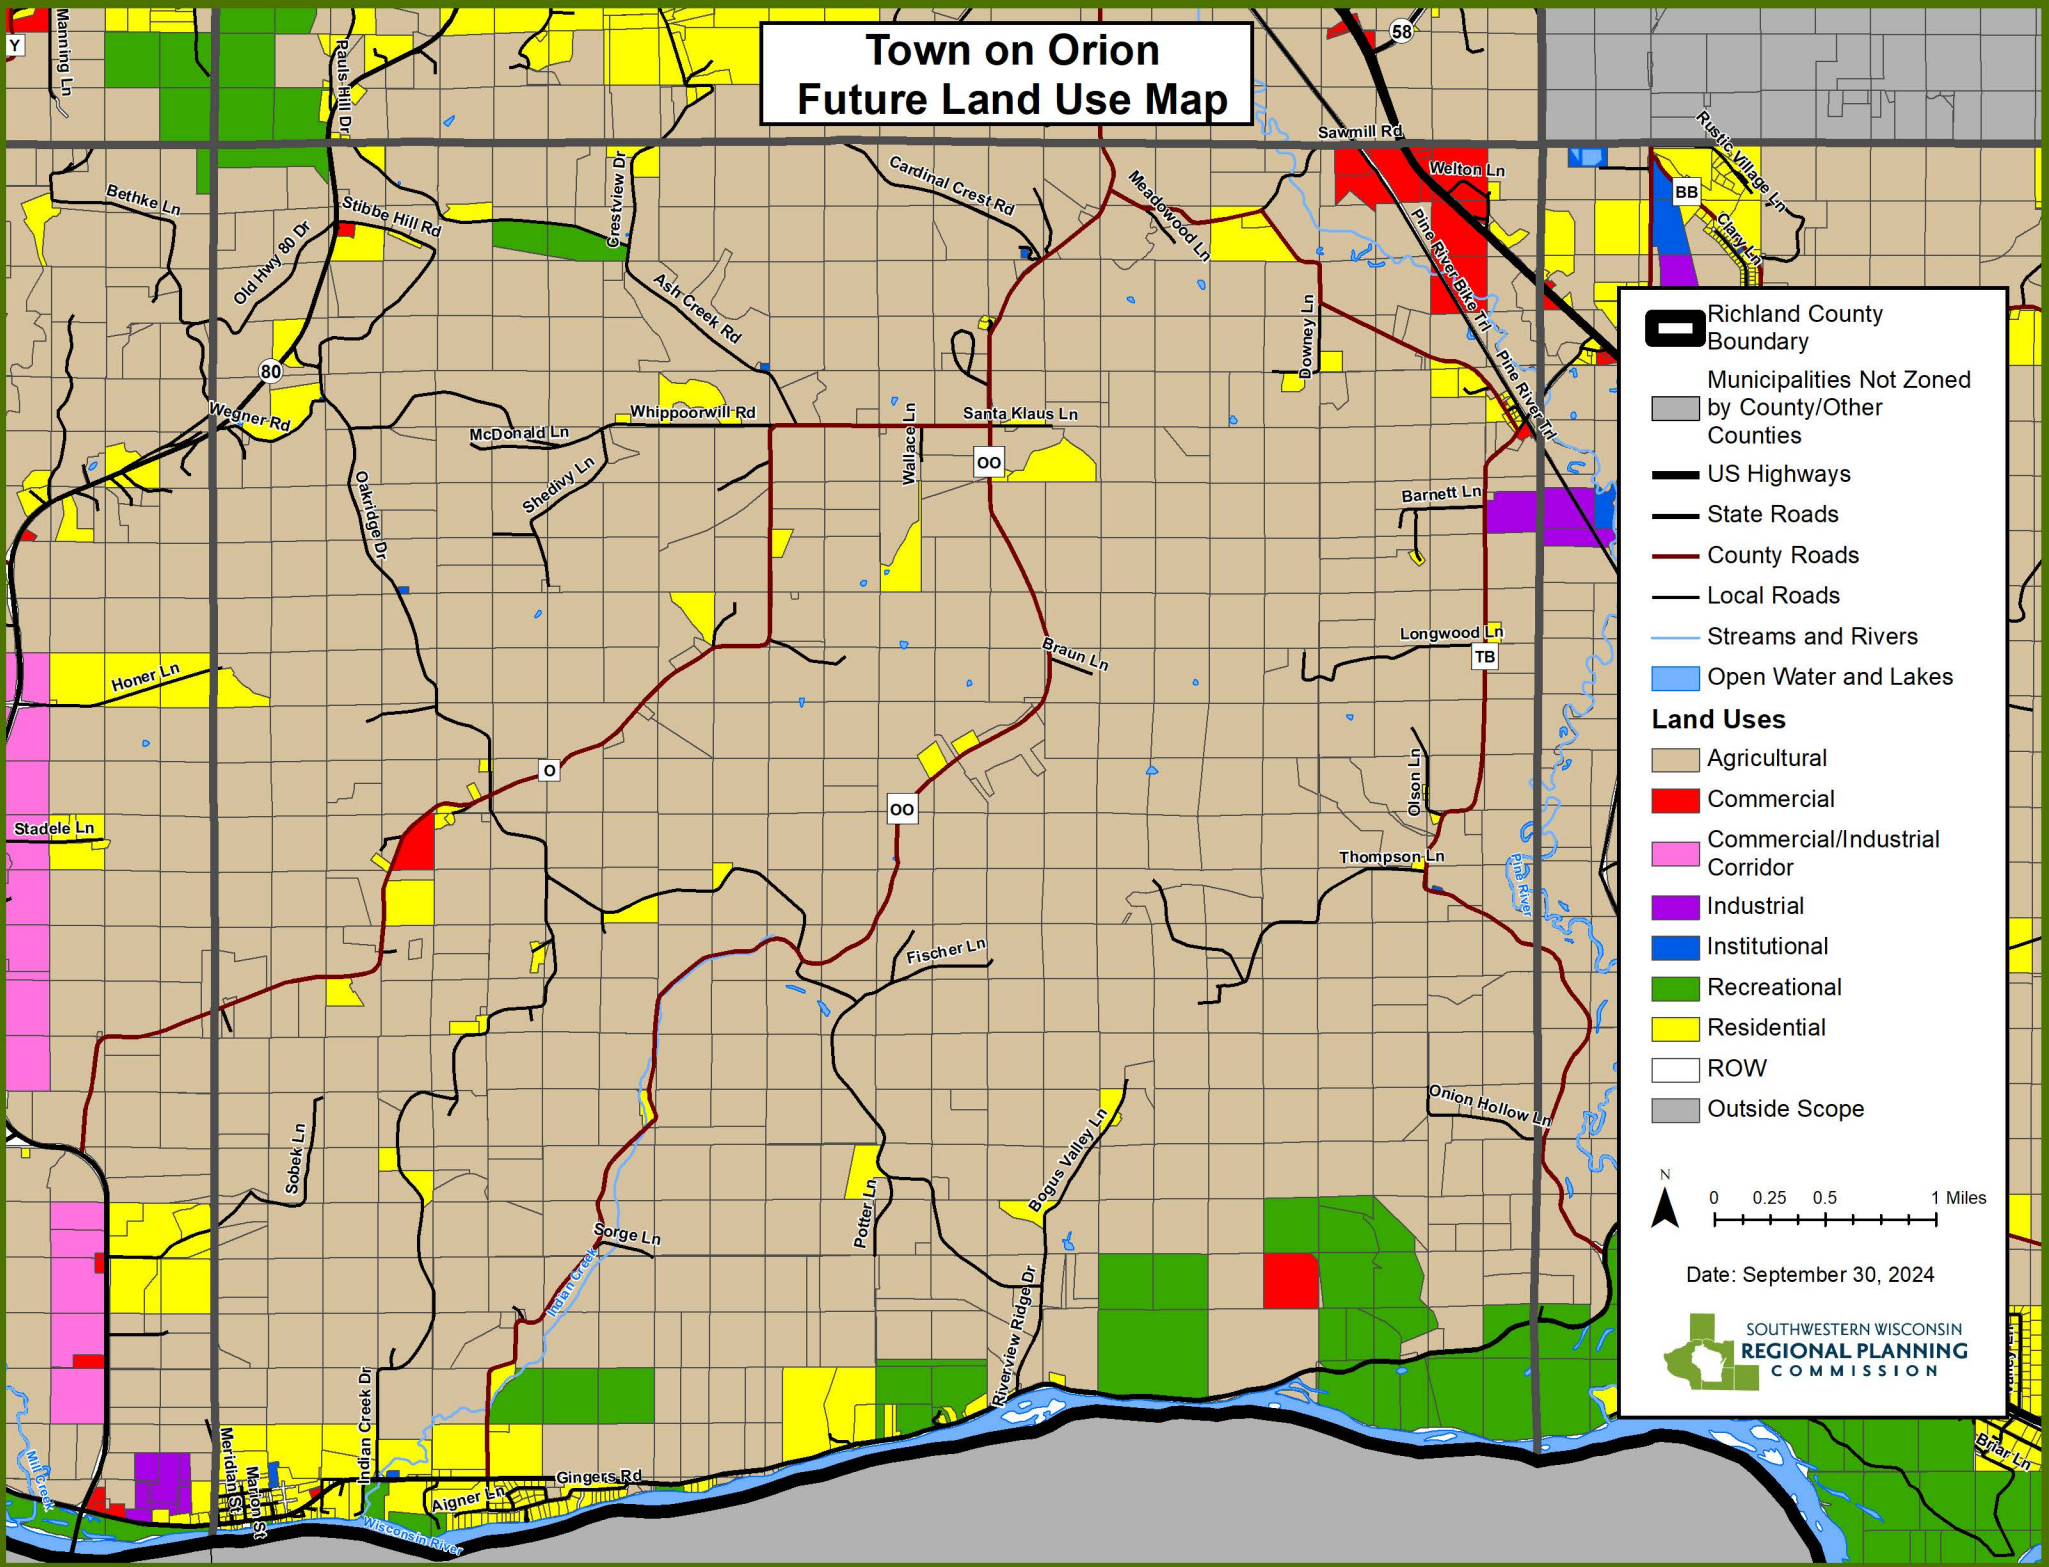 Town on Orion
Future Land Use Map
Y
Manning Ln
Pauls Hill Dr
58
Sawmill Rd
Rustic Village Ln
Welton Ln
BB
Clary Ln
Bethke Ln
Stibbe Hill Rd
Old Hwy 80 Dr
Crestview Dr
Cardinal Crest Rd
Meadowood Ln
Pine River Bike Trl
Ash Creek Rd
Downey Ln
Pine River Trl
80
Wegner Rd
Whippoorwill Rd
McDonald Ln
Wallace Ln
Santa Klaus Ln
OO
Shedivy Ln
Oakridge Dr
Barnett Ln
Longwood Ln
TB
Braun Ln
Honer Ln
O
OO
Olson Ln
Stadele Ln
Thompson Ln
Pine River
Fischer Ln
Onion Hollow Ln
Sobek Ln
Bogus Valley Ln
Potter Ln
Sorge Ln
Indian Creek
Riverview Ridge Dr
Indian Creek Dr
Meridian St
Marion St
Mill Creek
Gingers Rd
Aigner Ln
Wisconsin River
Briar Ln
Richland County
Boundary
Municipalities Not Zoned
by County/Other
Counties
US Highways
State Roads
County Roads
Local Roads
Streams and Rivers
Open Water and Lakes
Land Uses
Agricultural
Commercial
Commercial/Industrial
Corridor
Industrial
Institutional
Recreational
Residential
ROW
Outside Scope
N
0 0.25 0.5 1 Miles
Date: September 30, 2024
SOUTHWESTERN WISCONSIN
REGIONAL PLANNING
COMMISSION